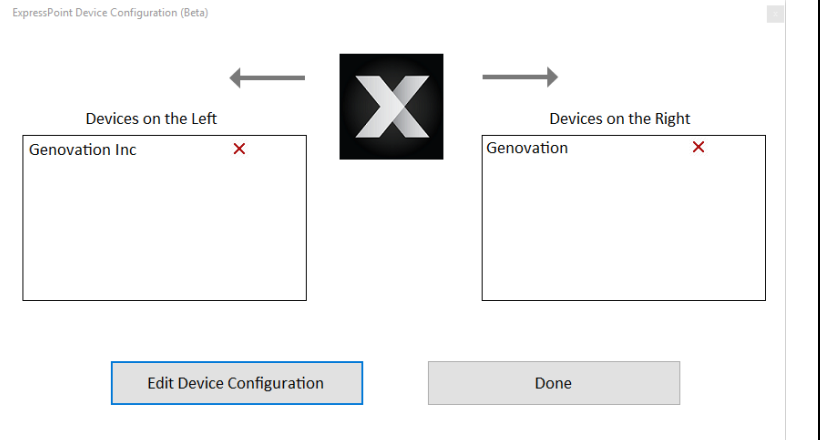 ExpressPoint Device Configuration (Beta)
Devices on the Left
Devices on the Right
Genovation Inc
Genovation
Edit Device Configuration
Done